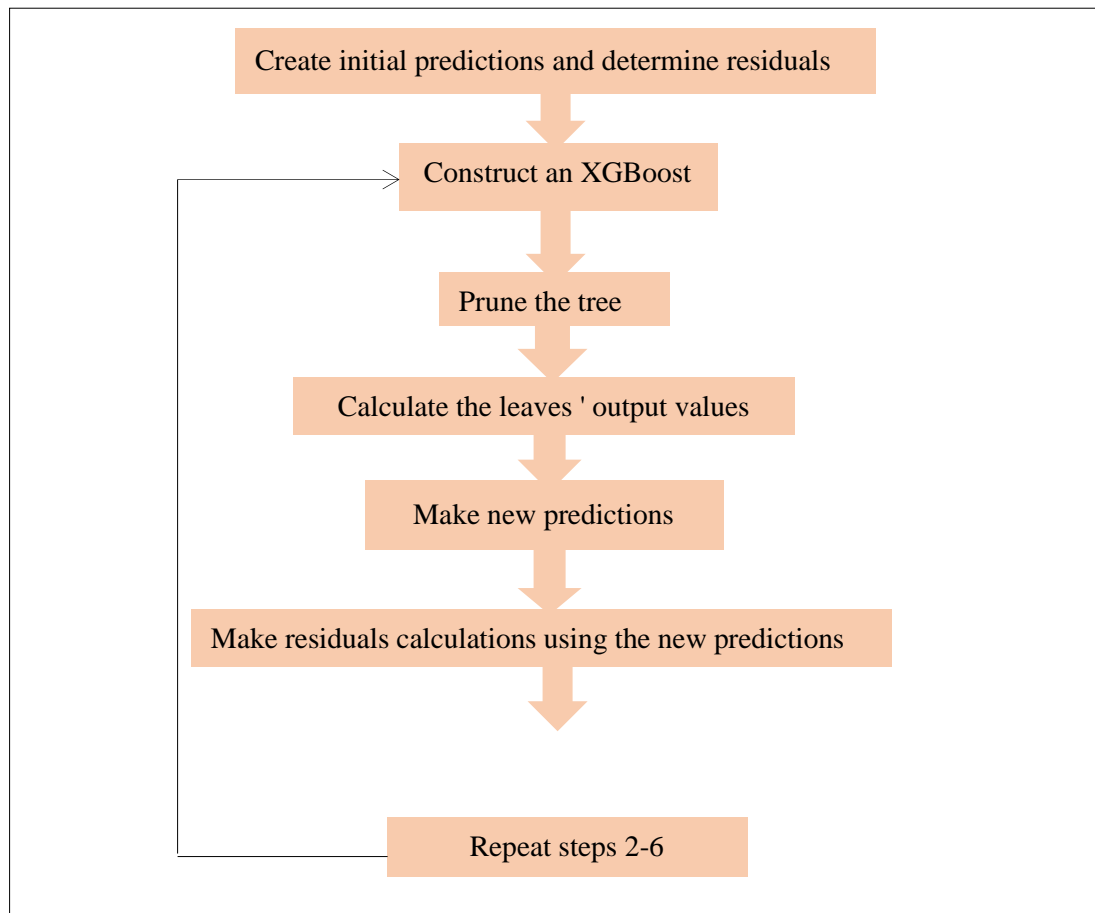 Create initial predictions and determine residuals
Construct an XGBoost
Prune the tree
Calculate the leaves ' output values
Make new predictions
Make residuals calculations using the new predictions
Repeat steps 2-6